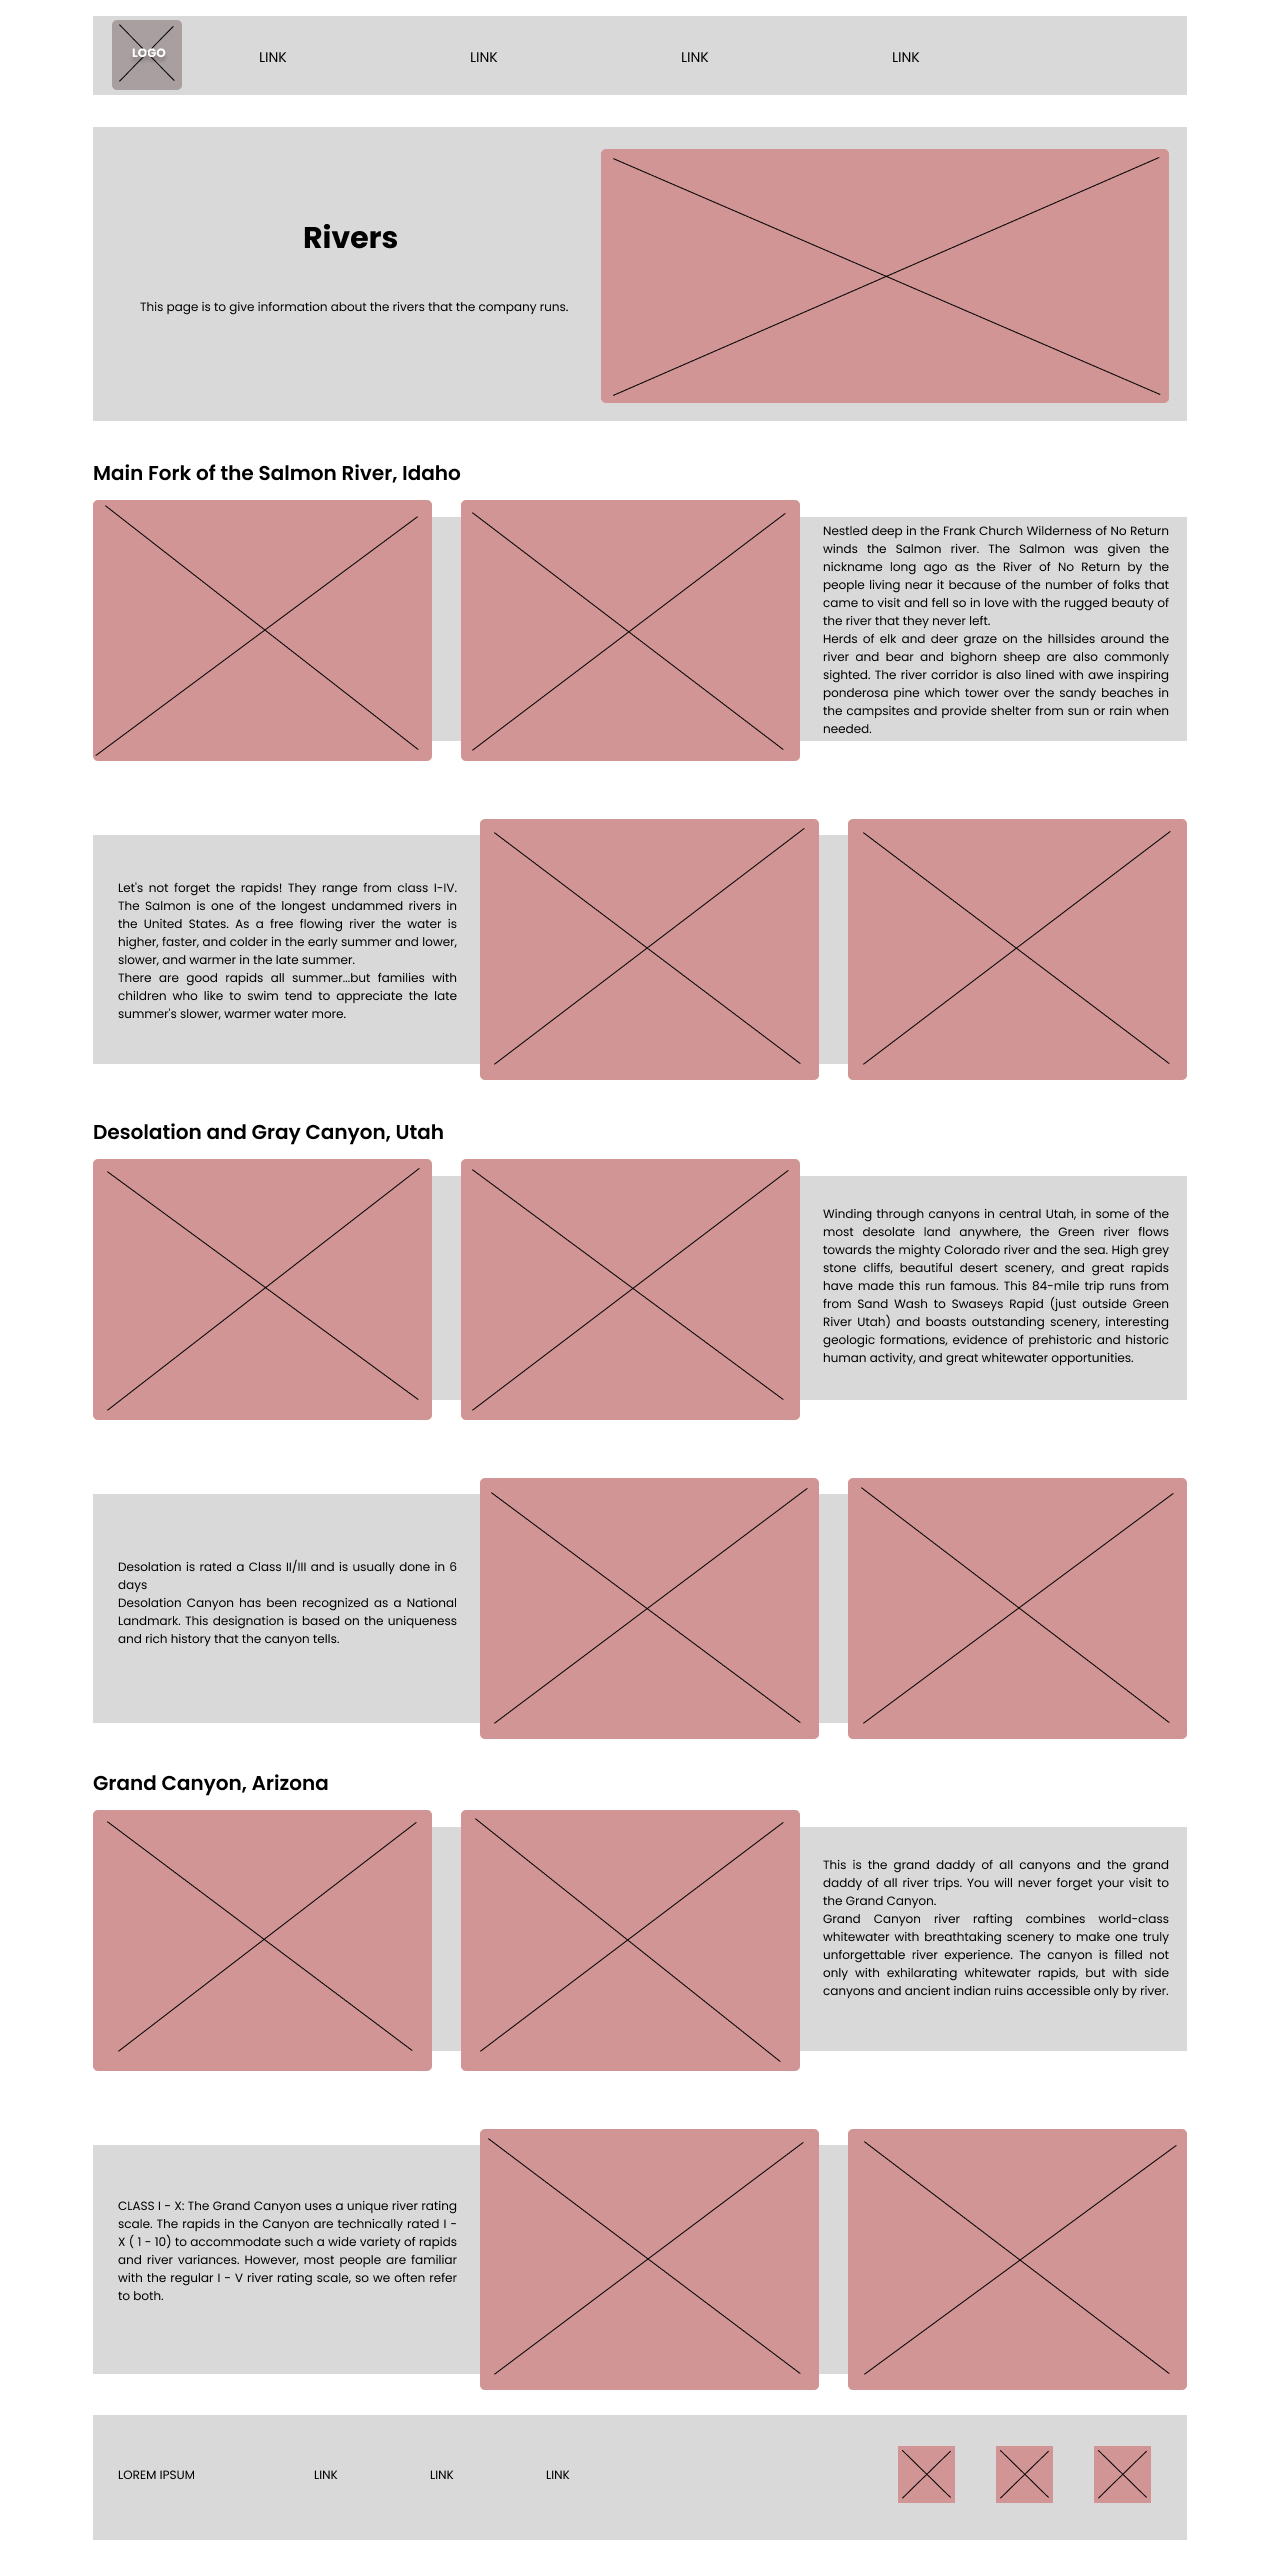 LOGO
LINK LINK LINK LINK
Rivers
This page is to give information about the rivers that the company runs.
Main Fork of the Salmon River, Idaho
Nestled deep in the Frank Church Wilderness of No Return
winds the Salmon river. The Salmon was given the
nickname long ago as the River of No Return by the
people living near it because of the number of folks that
came to visit and fell so in love with the rugged beauty of
the river that they never left.
Herds of elk and deer graze on the hillsides around the
river and bear and bighorn sheep are also commonly
sighted. The river corridor is also lined with awe inspiring
ponderosa pine which tower over the sandy beaches in
the campsites and provide shelter from sun or rain when
needed.
Let's not forget the rapids! They range from class I-IV.
The Salmon is one of the longest undammed rivers in
the United States. As a free flowing river the water is
higher, faster, and colder in the early summer and lower,
slower, and warmer in the late summer.
There are good rapids all summer...but families with
children who like to swim tend to appreciate the late
summer's slower, warmer water more.
Desolation and Gray Canyon, Utah
Winding through canyons in central Utah, in some of the
most desolate land anywhere, the Green river flows
towards the mighty Colorado river and the sea. High grey
stone cliffs, beautiful desert scenery, and great rapids
have made this run famous. This 84-mile trip runs from
from Sand Wash to Swaseys Rapid (just outside Green
River Utah) and boasts outstanding scenery, interesting
geologic formations, evidence of prehistoric and historic
human activity, and great whitewater opportunities.
Desolation is rated a Class II/III and is usually done in 6
days
Desolation Canyon has been recognized as a National
Landmark. This designation is based on the uniqueness
and rich history that the canyon tells.
Grand Canyon, Arizona
This is the grand daddy of all canyons and the grand
daddy of all river trips. You will never forget your visit to
the Grand Canyon.
Grand Canyon river rafting combines world-class
whitewater with breathtaking scenery to make one truly
unforgettable river experience. The canyon is filled not
only with exhilarating whitewater rapids, but with side
canyons and ancient indian ruins accessible only by river.
CLASS I - X: The Grand Canyon uses a unique river rating
scale. The rapids in the Canyon are technically rated I -
X ( 1 - 10) to accommodate such a wide variety of rapids
and river variances. However, most people are familiar
with the regular I - V river rating scale, so we often refer
to both.
LOREM IPSUM LINK LINK LINK